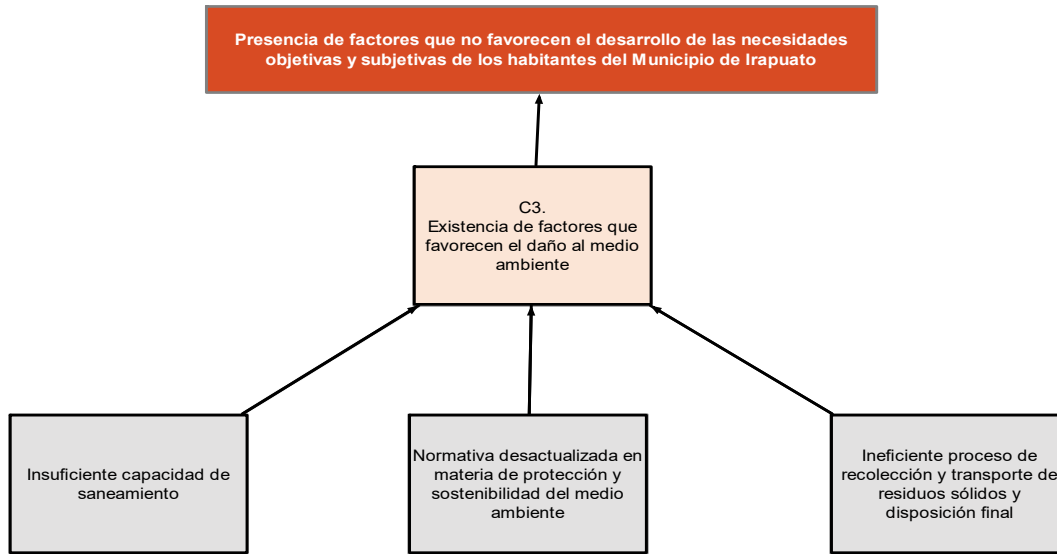 Presencia de factores que no favorecen el desarrollo de las necesidades
objetivas y subjetivas de los habitantes del Municipio de Irapuato
C3.
Existencia de factores que
favorecen el daño al medio
ambiente
Insuficiente capacidad de
saneamiento
Normativa desactualizada en
materia de protección y
sostenibilidad del medio
ambiente
Ineficiente proceso de
recolección y transporte de
residuos sólidos y
disposición final